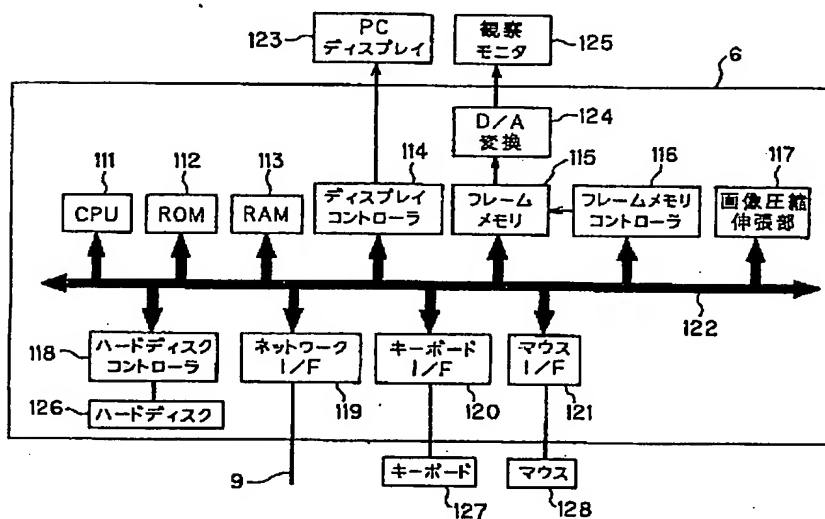 123
PC
ディスプレイ
観察
モニタ
125
6
D/A
変換
124
111
112
113
114
115
116
117
CPU
ROM
RAM
ディスプレイ
コントローラ
フレーム
メモリ
フレームメモリ
コントローラ
画像圧縮
伸張部
122
118
ハードディスク
コントローラ
ネットワーク
I/F
キーボード
I/F
マウス
I/F
126
ハードディスク
119
120
121
9
キーボード
マウス
127
128